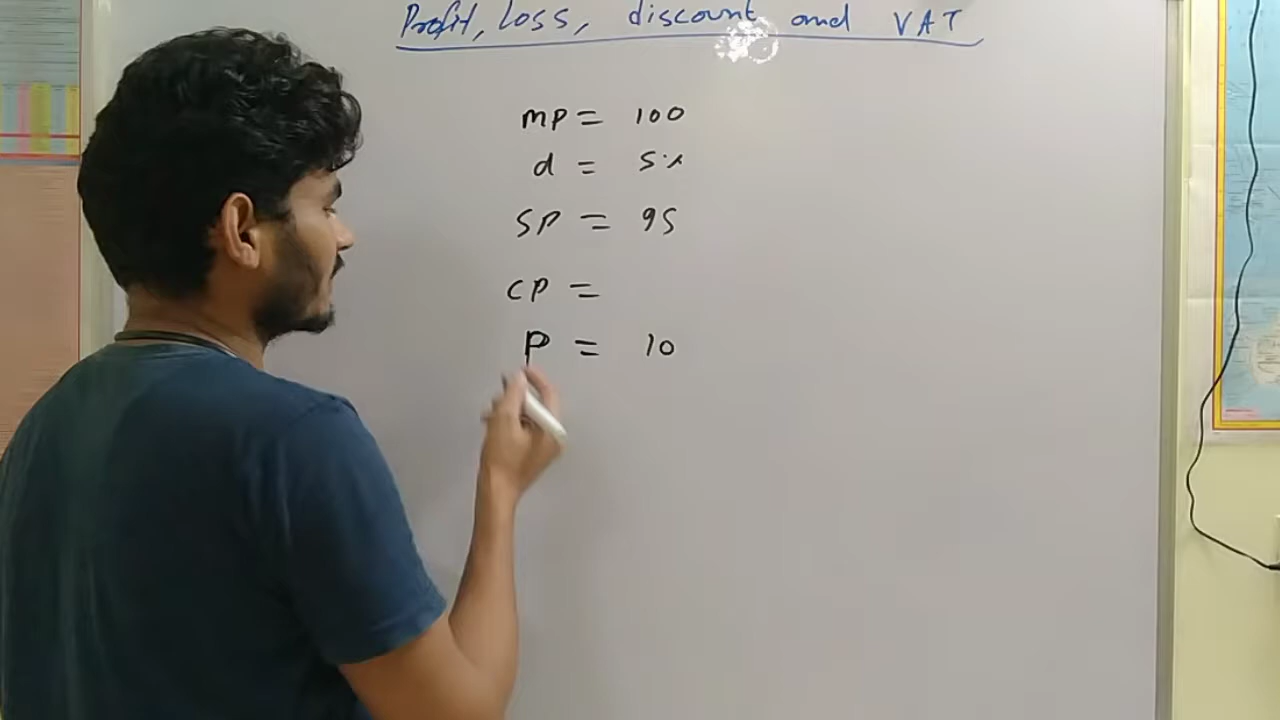 Profit, Loss, discount and VAT
MP = 100
d = 5%
SP = 95
CP =
P = 10